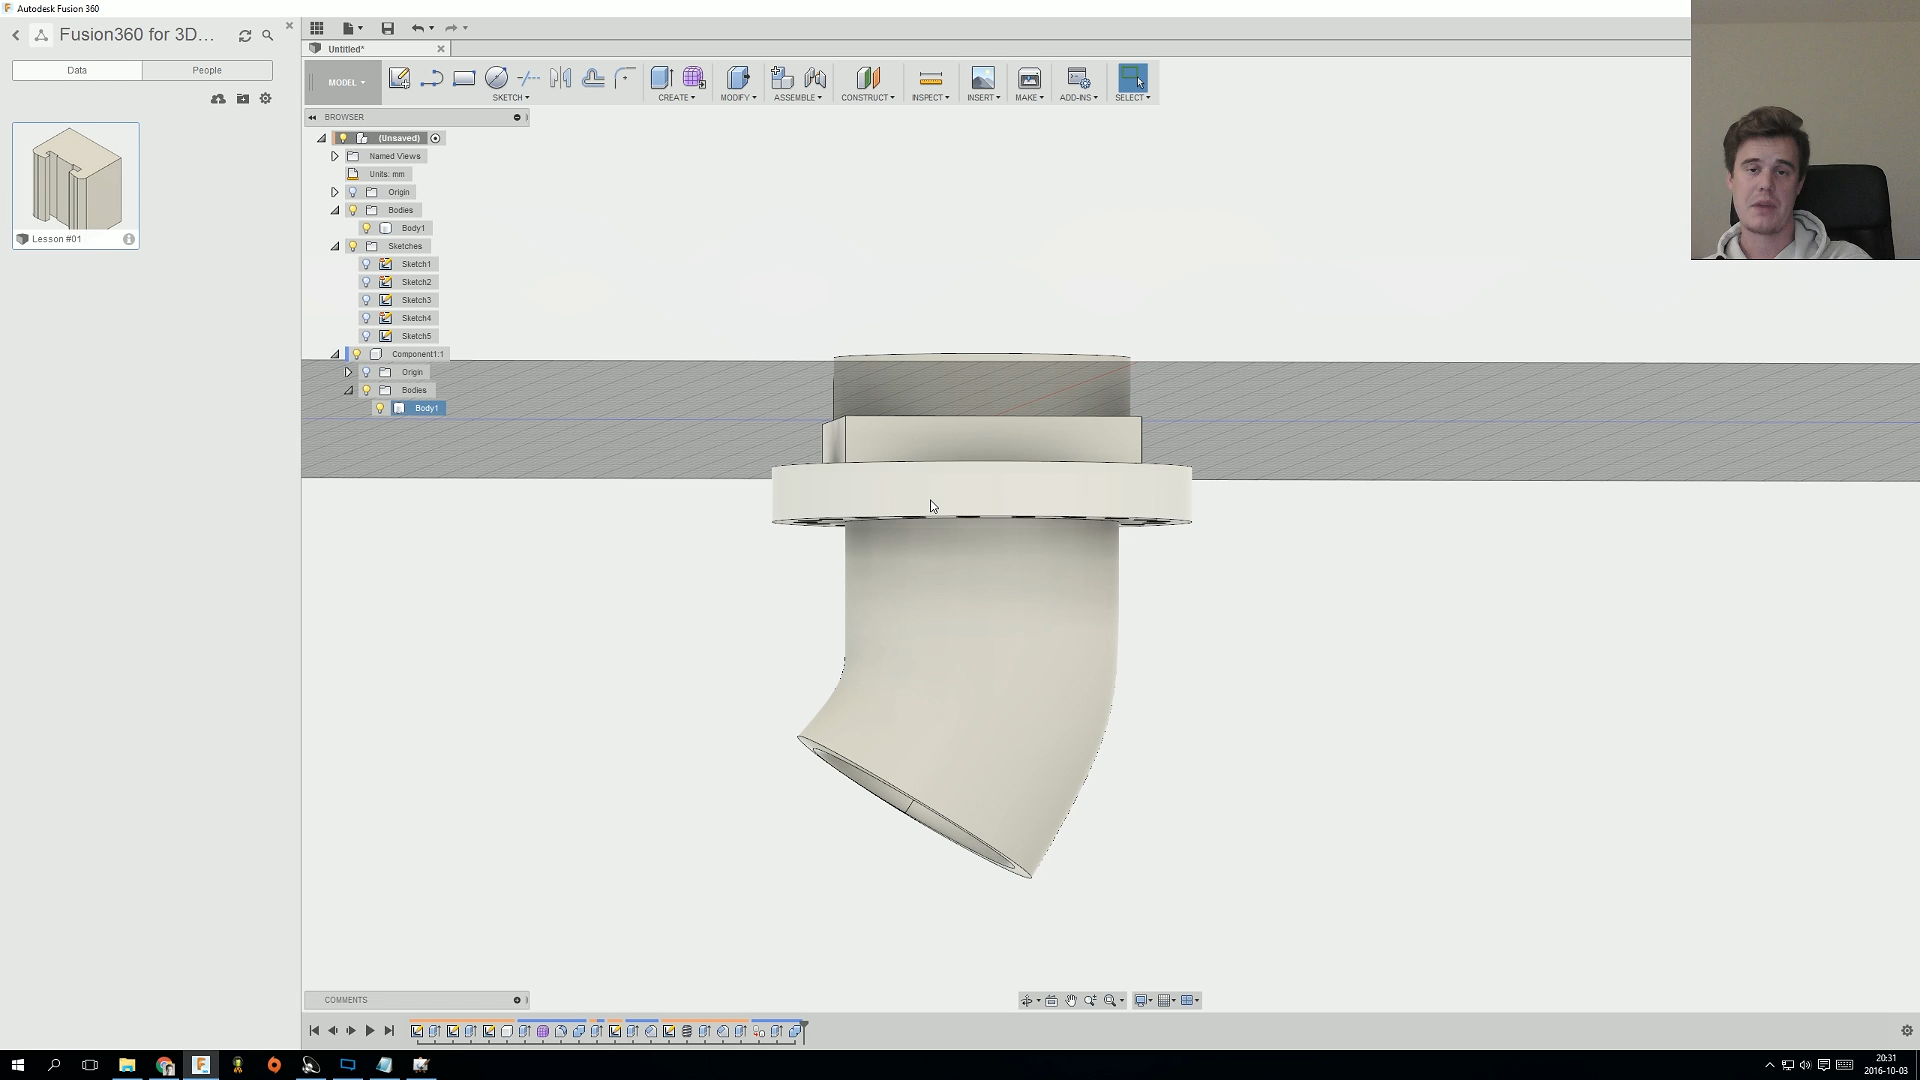 Autodesk Fusion 360
Fusion360 for 3D...
Data
People
Lesson #01
Untitled*
MODEL
SKETCH
CREATE
MODIFY
ASSEMBLE
CONSTRUCT
INSPECT
INSERT
MAKE
ADD-INS
SELECT
BROWSER
(Unsaved)
Named Views
Units: mm
Origin
Bodies
Body1
Sketches
Sketch1
Sketch2
Sketch3
Sketch4
Sketch5
Component1:1
Origin
Bodies
Body1
COMMENTS
20:31
2016-10-03